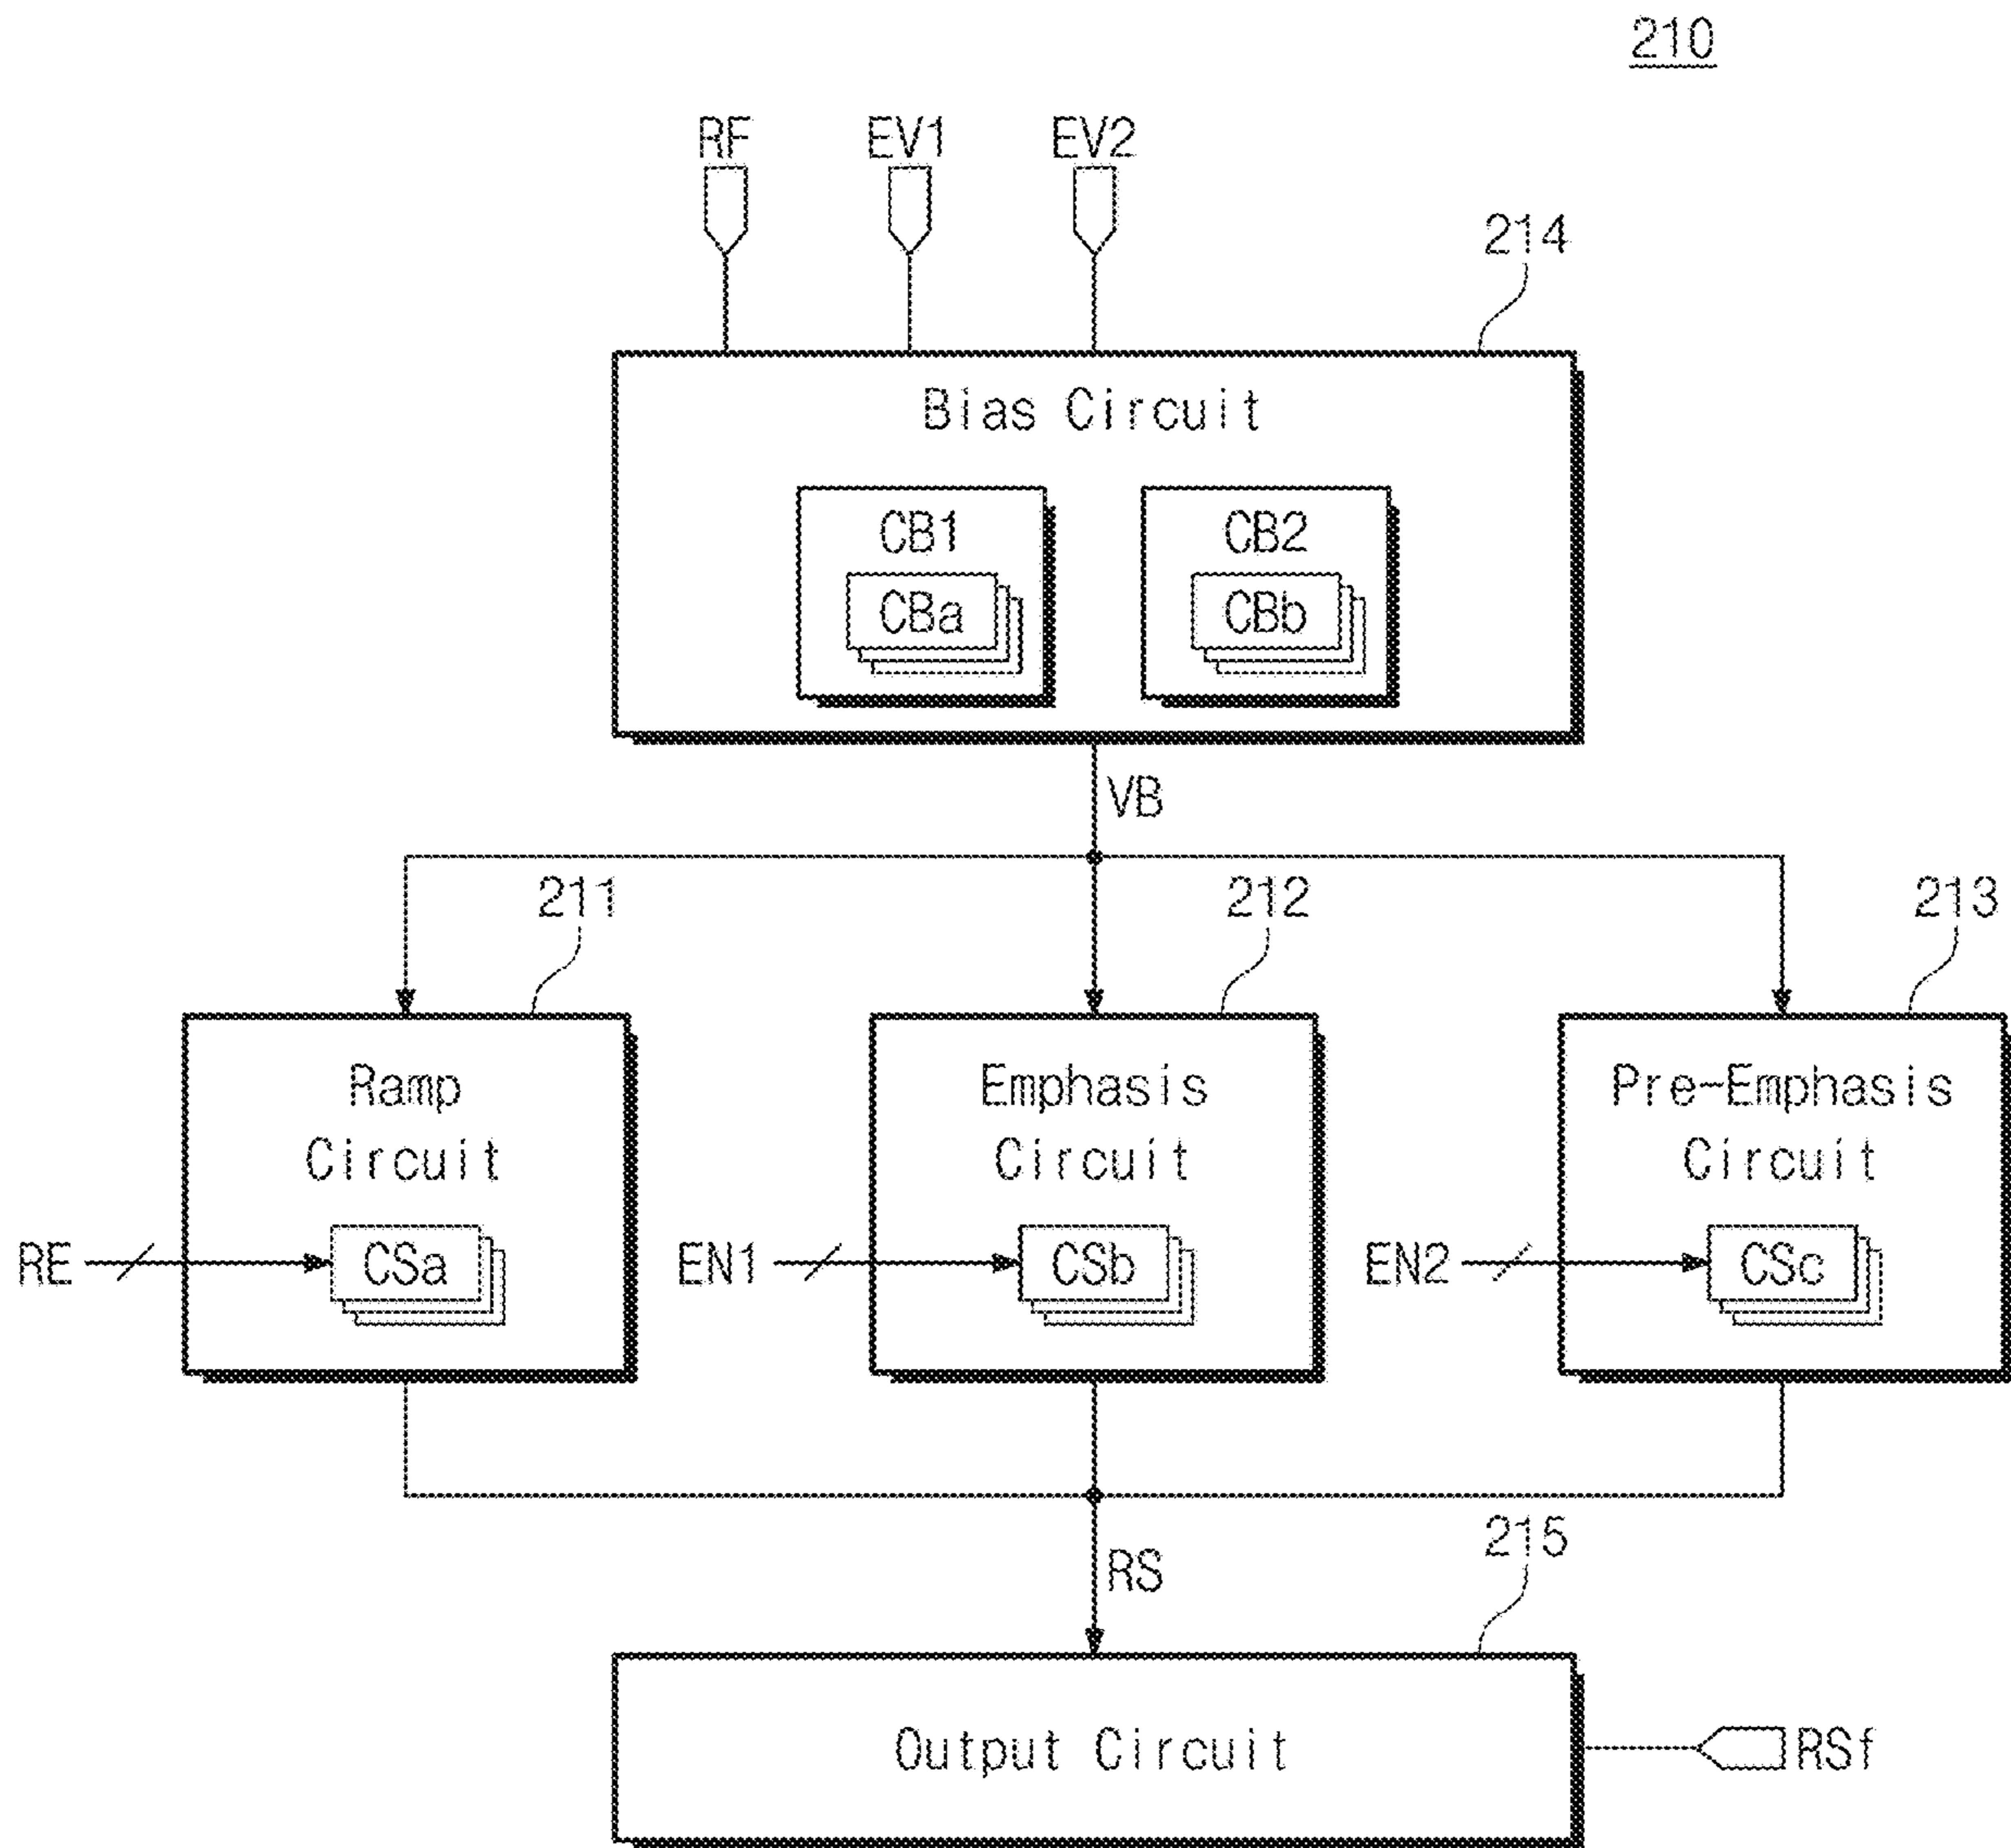 210
RF
EV1
EV2
214
Bias Circuit
CB1
CB2
CBa
CBb
VB
211
212
213
Ramp
Circuit
Emphasis
Circuit
Pre-Emphasis
Circuit
RE
CSa
EN1
CSb
EN2
CSc
RS
215
Output Circuit
RSf